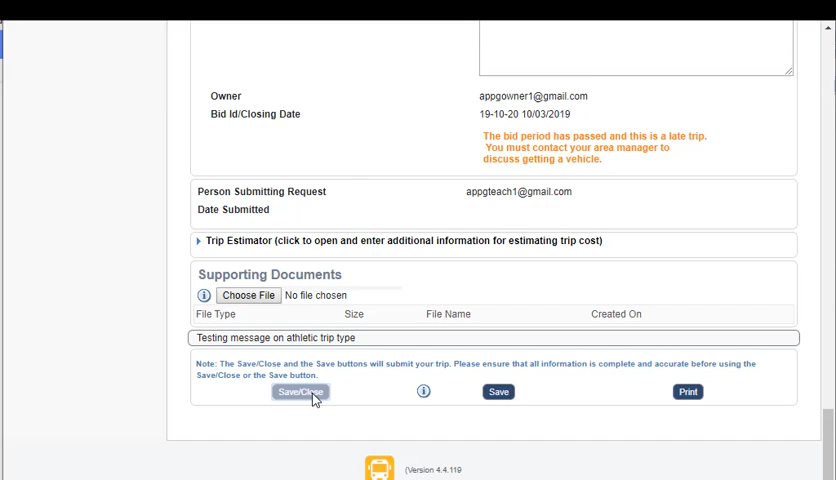 Owner
appgowner1@gmail.com
Bid Id/Closing Date
19-10-20 10/03/2019
The bid period has passed and this is a late trip.
You must contact your area manager to
discuss getting a vehicle.
Person Submitting Request
appgteach1@gmail.com
Date Submitted
Trip Estimator (click to open and enter additional information for estimating trip cost)
Supporting Documents
Choose File No file chosen
File Type Size File Name Created On
Testing message on athletic trip type
Note: The Save/Close and the Save buttons will submit your trip. Please ensure that all information is complete and accurate before using the
Save/Close or the Save button.
Save/Close Save Print
(Version 4.4.119